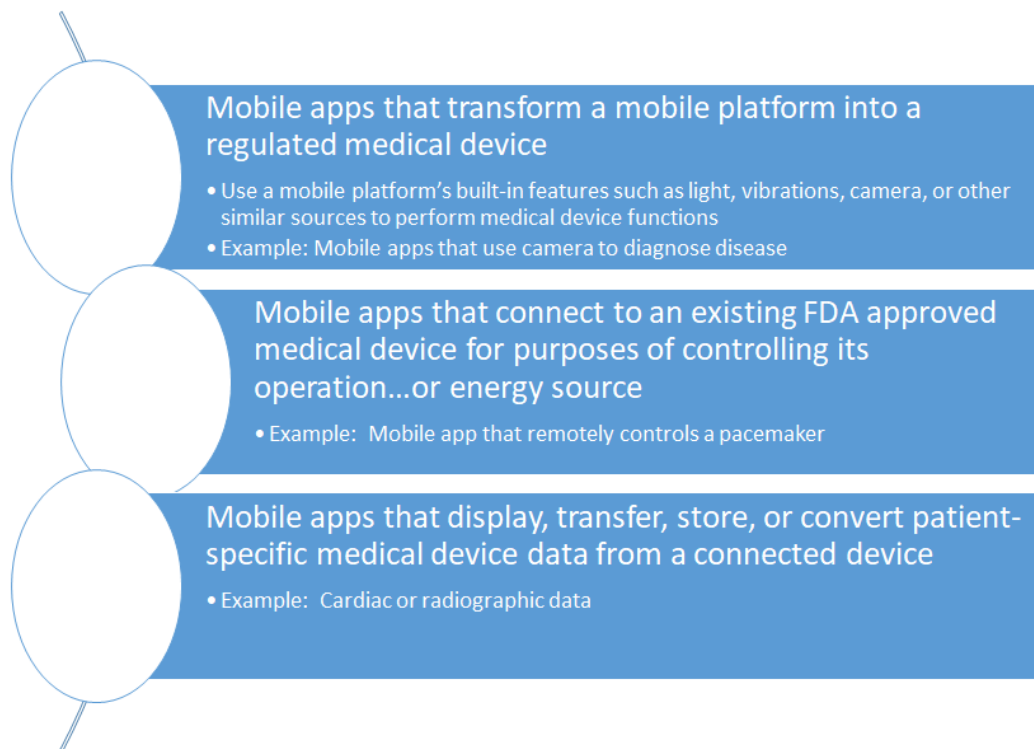 Mobile apps that transform a mobile platform into a
regulated medical device
• Use a mobile platform's built-in features such as light, vibrations, camera, or other
similar sources to perform medical device functions
• Example: Mobile apps that use camera to diagnose disease
Mobile apps that connect to an existing FDA approved
medical device for purposes of controlling its
operation…or energy source
• Example:  Mobile app that remotely controls a pacemaker
Mobile apps that display, transfer, store, or convert patient-
specific medical device data from a connected device
• Example:  Cardiac or radiographic data